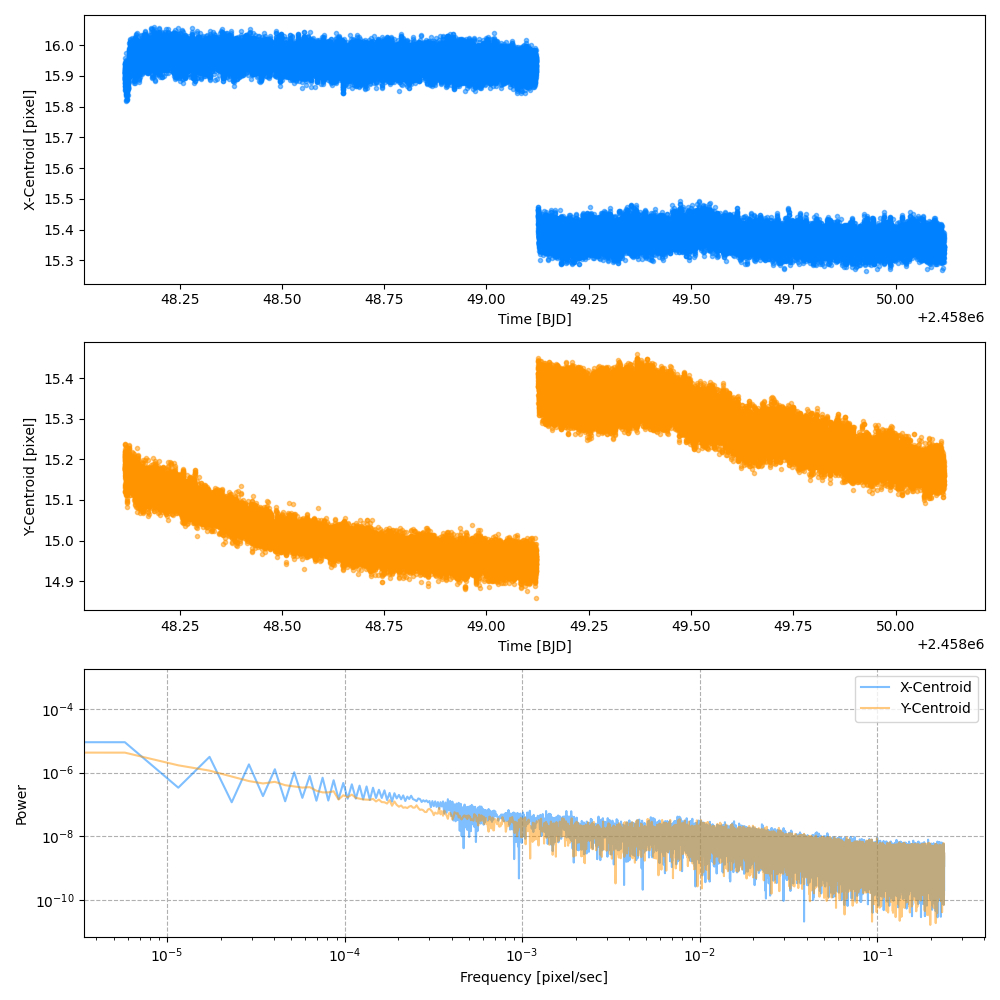 16.0
15.9
15.8
15.7
15.6
15.5
15.4
15.3
X-Centroid [pixel]
48.25 48.50 48.75 49.00 49.25 49.50 49.75 50.00
Time [BJD]
+2.458e6
15.4
15.3
15.2
15.1
15.0
14.9
Y-Centroid [pixel]
48.25 48.50 48.75 49.00 49.25 49.50 49.75 50.00
Time [BJD]
+2.458e6
X-Centroid
Y-Centroid
10⁻⁴
10⁻⁶
10⁻⁸
10⁻¹⁰
Power
10⁻⁵ 10⁻⁴ 10⁻³ 10⁻² 10⁻¹
Frequency [pixel/sec]